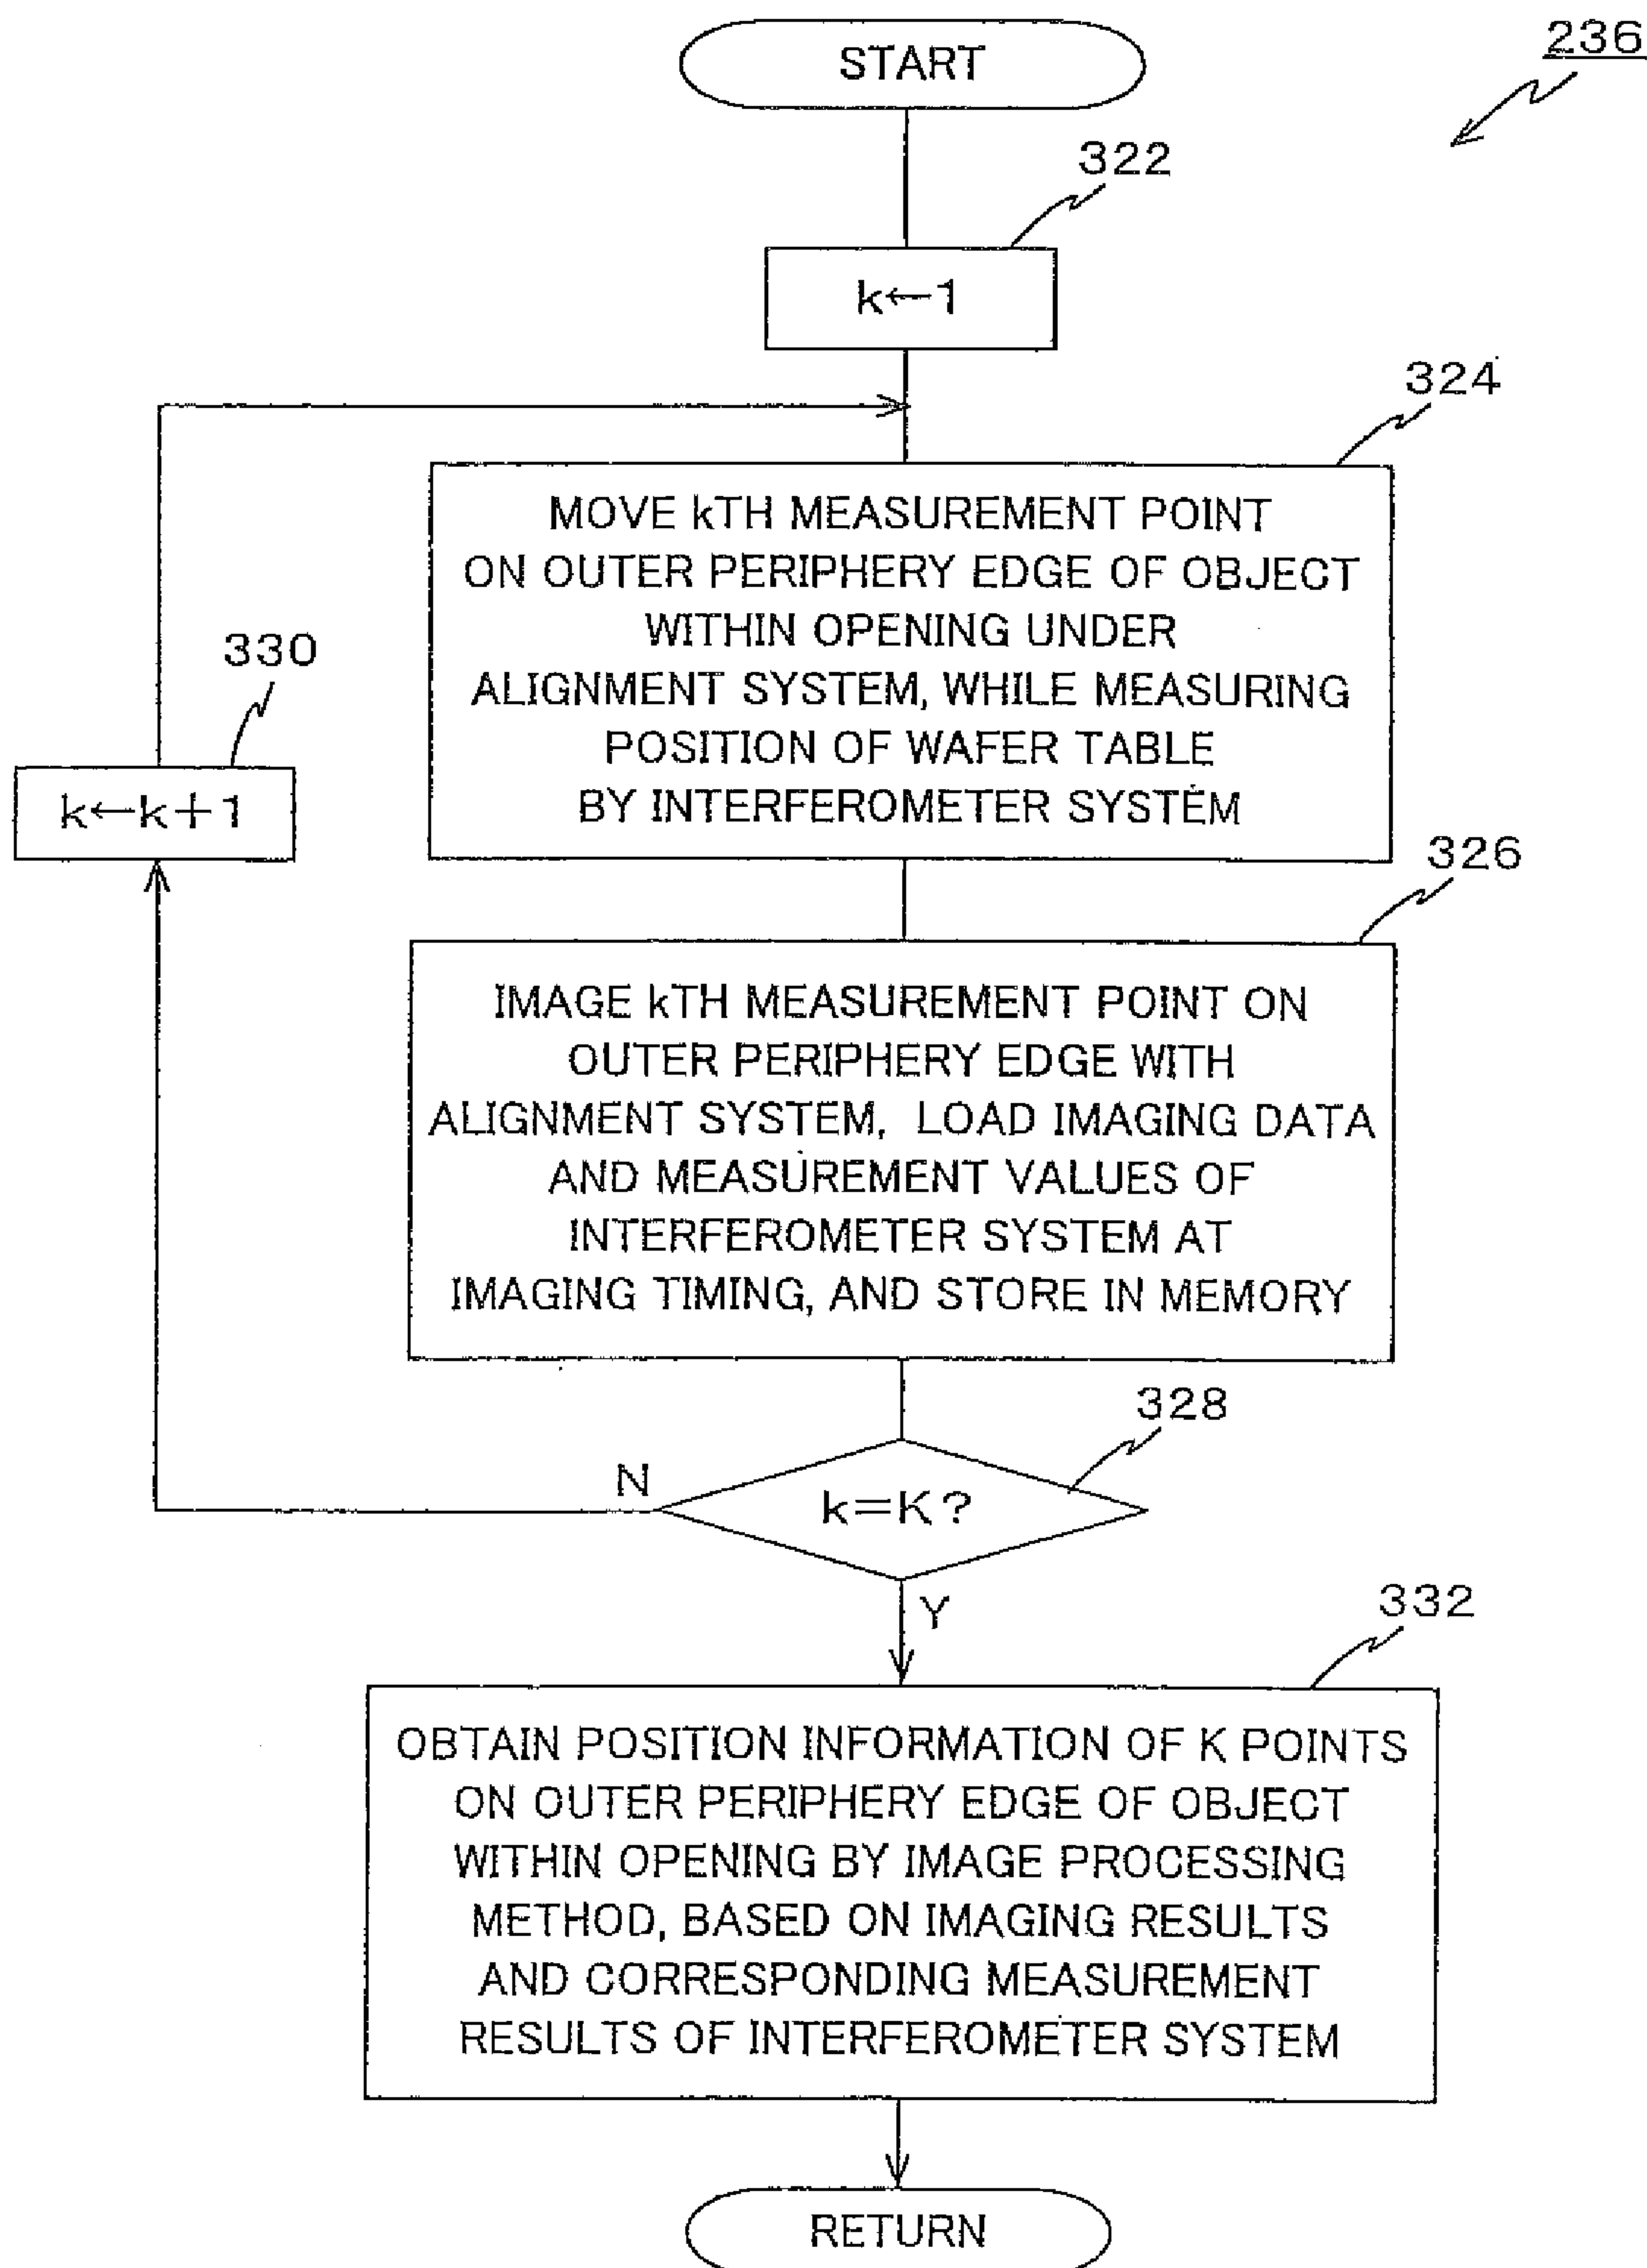 START
236
322
k←1
324
MOVE kTH MEASUREMENT POINT
ON OUTER PERIPHERY EDGE OF OBJECT
WITHIN OPENING UNDER
ALIGNMENT SYSTEM, WHILE MEASURING
POSITION OF WAFER TABLE
BY INTERFEROMETER SYSTEM
330
k←k+1
326
IMAGE kTH MEASUREMENT POINT ON
OUTER PERIPHERY EDGE WITH
ALIGNMENT SYSTEM, LOAD IMAGING DATA
AND MEASUREMENT VALUES OF
INTERFEROMETER SYSTEM AT
IMAGING TIMING, AND STORE IN MEMORY
328
N
k=K?
Y
332
OBTAIN POSITION INFORMATION OF K POINTS
ON OUTER PERIPHERY EDGE OF OBJECT
WITHIN OPENING BY IMAGE PROCESSING
METHOD, BASED ON IMAGING RESULTS
AND CORRESPONDING MEASUREMENT
RESULTS OF INTERFEROMETER SYSTEM
RETURN